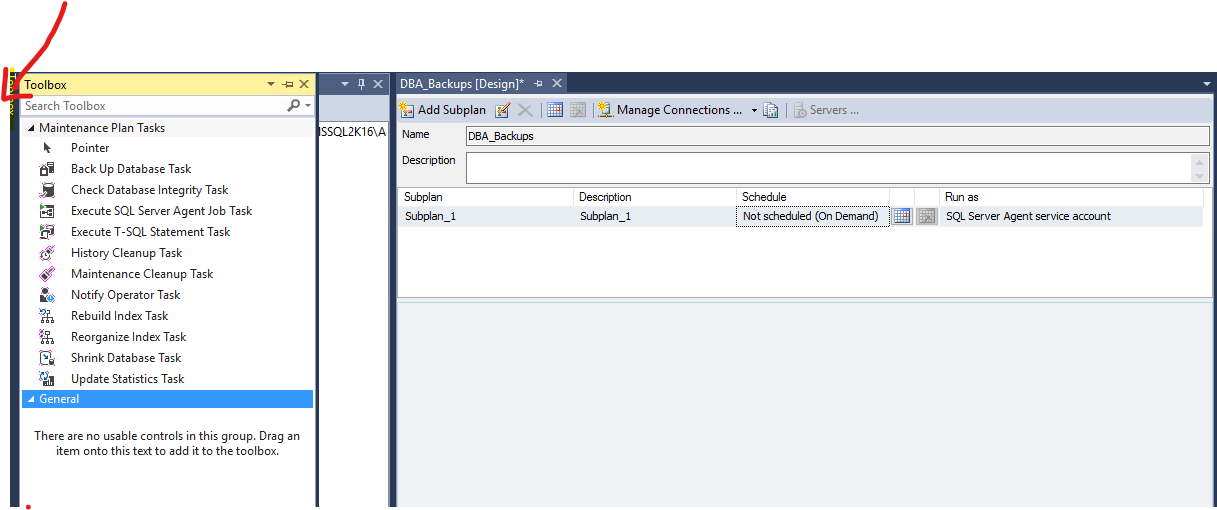 Toolbox
Search Toolbox
Maintenance Plan Tasks
Pointer
Back Up Database Task
Check Database Integrity Task
Execute SQL Server Agent Job Task
Execute T-SQL Statement Task
History Cleanup Task
Maintenance Cleanup Task
Notify Operator Task
Rebuild Index Task
Reorganize Index Task
Shrink Database Task
Update Statistics Task
General
There are no usable controls in this group. Drag an
item onto this text to add it to the toolbox.
ISSQL2K16\A
DBA_Backups [Design]*
Add Subplan Manage Connections ... Servers ...
Name DBA_Backups
Description
Subplan Description Schedule Run as
Subplan_1 Subplan_1 Not scheduled (On Demand) SQL Server Agent service account